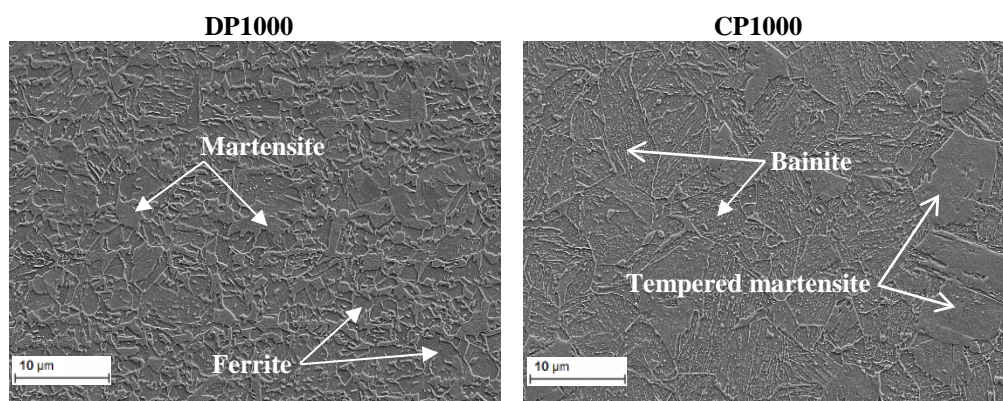 DP1000
CP1000
Martensite
Ferrite
10 µm
Bainite
Tempered martensite
10 µm